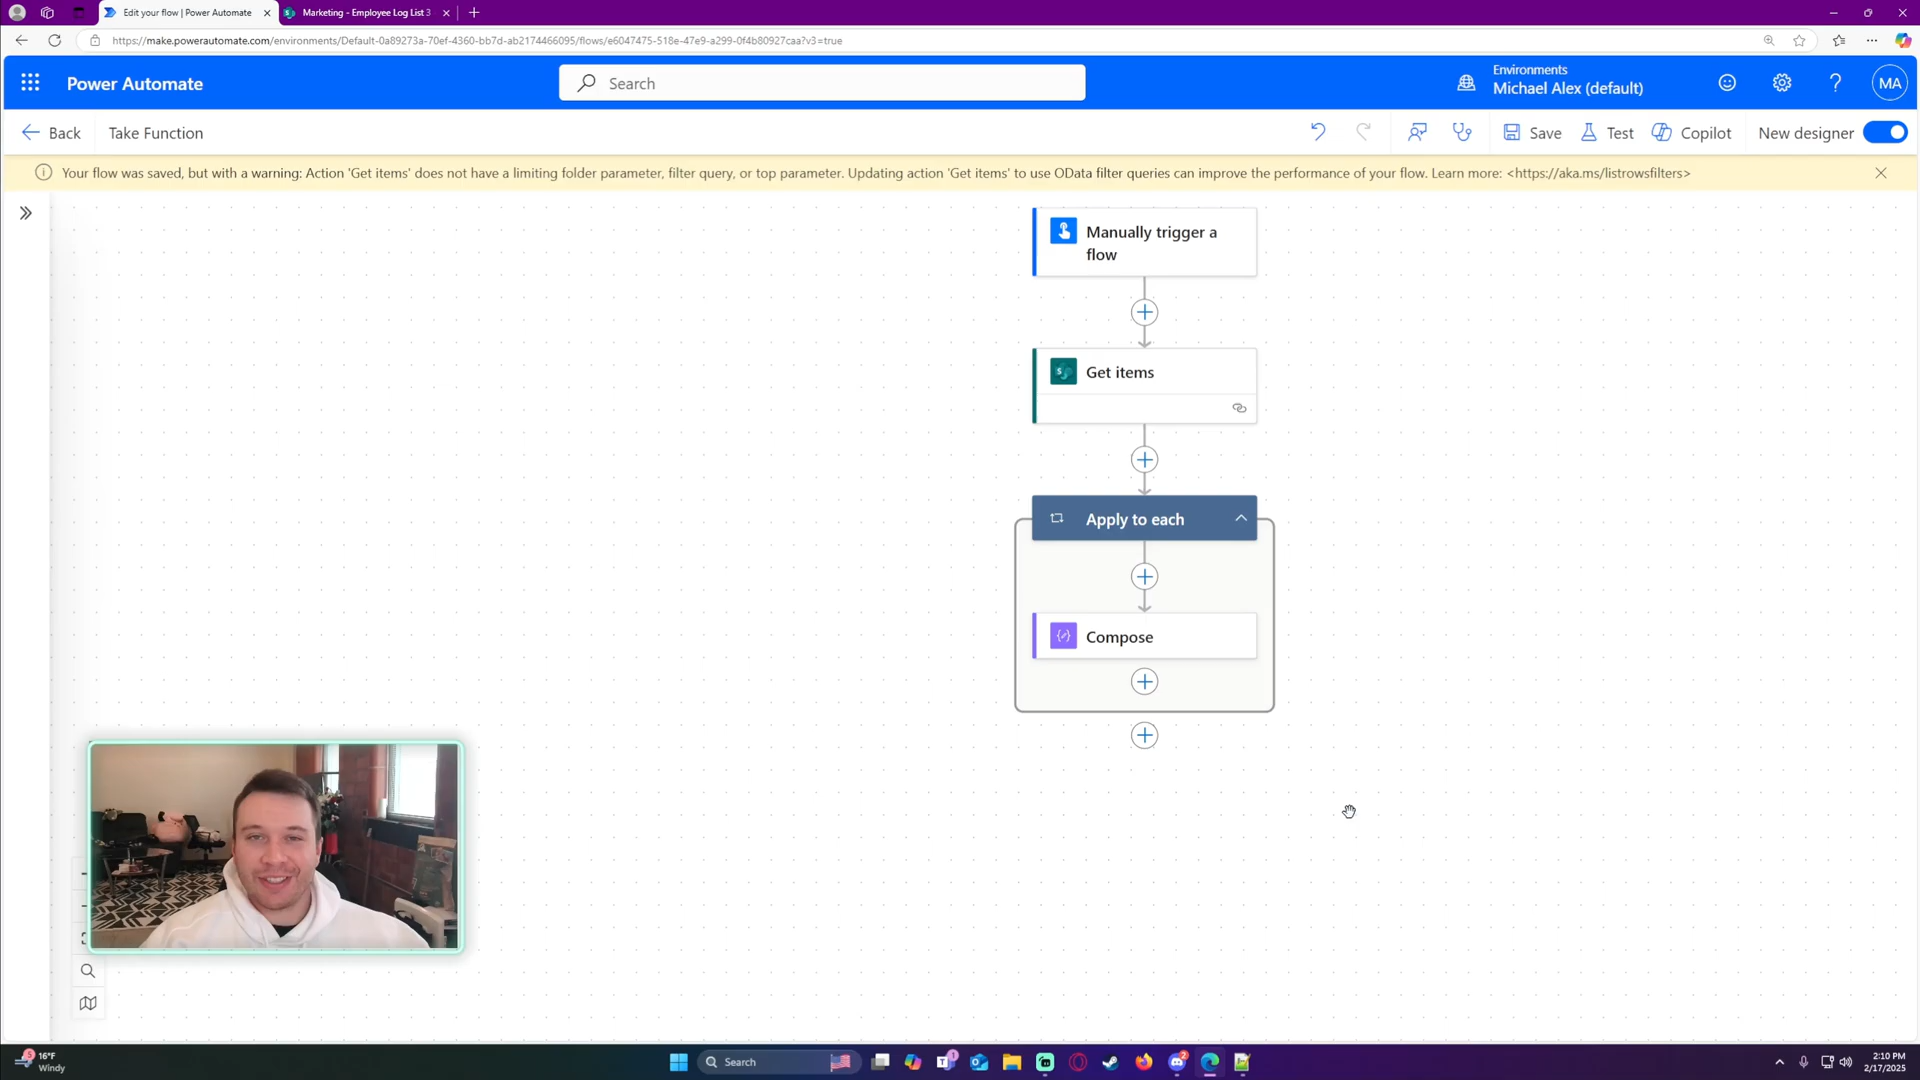 Edit your flow | Power Automate
Marketing - Employee Log List 3
https://make.powerautomate.com/environments/Default-0a89273a-70ef-4360-bb7d-ab2174466095/flows/e6047475-518e-47e9-a299-0f4b80927caa?v3=true
Power Automate
Search
Environments
Michael Alex (default)
MA
Back
Take Function
Save
Test
Copilot
New designer
Your flow was saved, but with a warning: Action 'Get items' does not have a limiting folder parameter, filter query, or top parameter. Updating action 'Get items' to use OData filter queries can improve the performance of your flow. Learn more: <https://aka.ms/listrowsfilters>
Manually trigger a
flow
Get items
Apply to each
Compose
16°F
Windy
Search
2:10 PM
2/17/2025